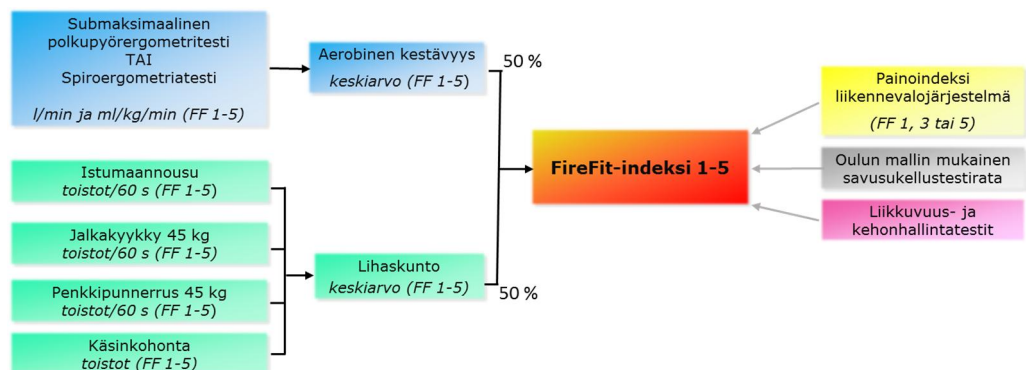 Submaksimaalinen
polkupyörergometritesti
TAI
Spiroergometriatesti
l/min ja ml/kg/min (FF 1-5)
Aerobinen kestävyys
keskiarvo (FF 1-5)
50 %
Istumaannousu
toistot/60 s (FF 1-5)
Jalkakyykky 45 kg
toistot/60 s (FF 1-5)
Penkkipunnerrus 45 kg
toistot/60 s (FF 1-5)
Käsinkohonta
toistot (FF 1-5)
Lihaskunto
keskiarvo (FF 1-5)
50 %
FireFit-indeksi 1-5
Painoindeksi
liikennevalojärjestelmä
(FF 1, 3 tai 5)
Oulun mallin mukainen
savusukellustestirata
Liikkuvuus- ja
kehonhallintatestit